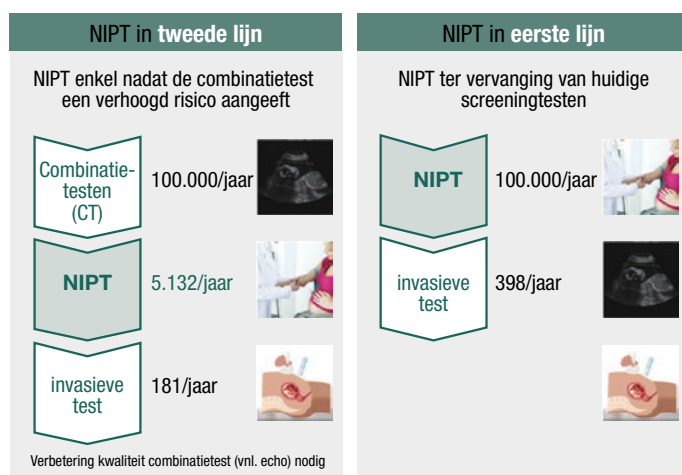 NIPT in tweede lijn
NIPT enkel nadat de combinatietest
een verhoogd risico aangeeft
Combinatie-
testen
(CT)
100.000/jaar
NIPT
5.132/jaar
invasieve
test
181/jaar
Verbetering kwaliteit combinatietest (vnl. echo) nodig
NIPT in eerste lijn
NIPT ter vervanging van huidige
screeningtesten
NIPT
100.000/jaar
invasieve
test
398/jaar